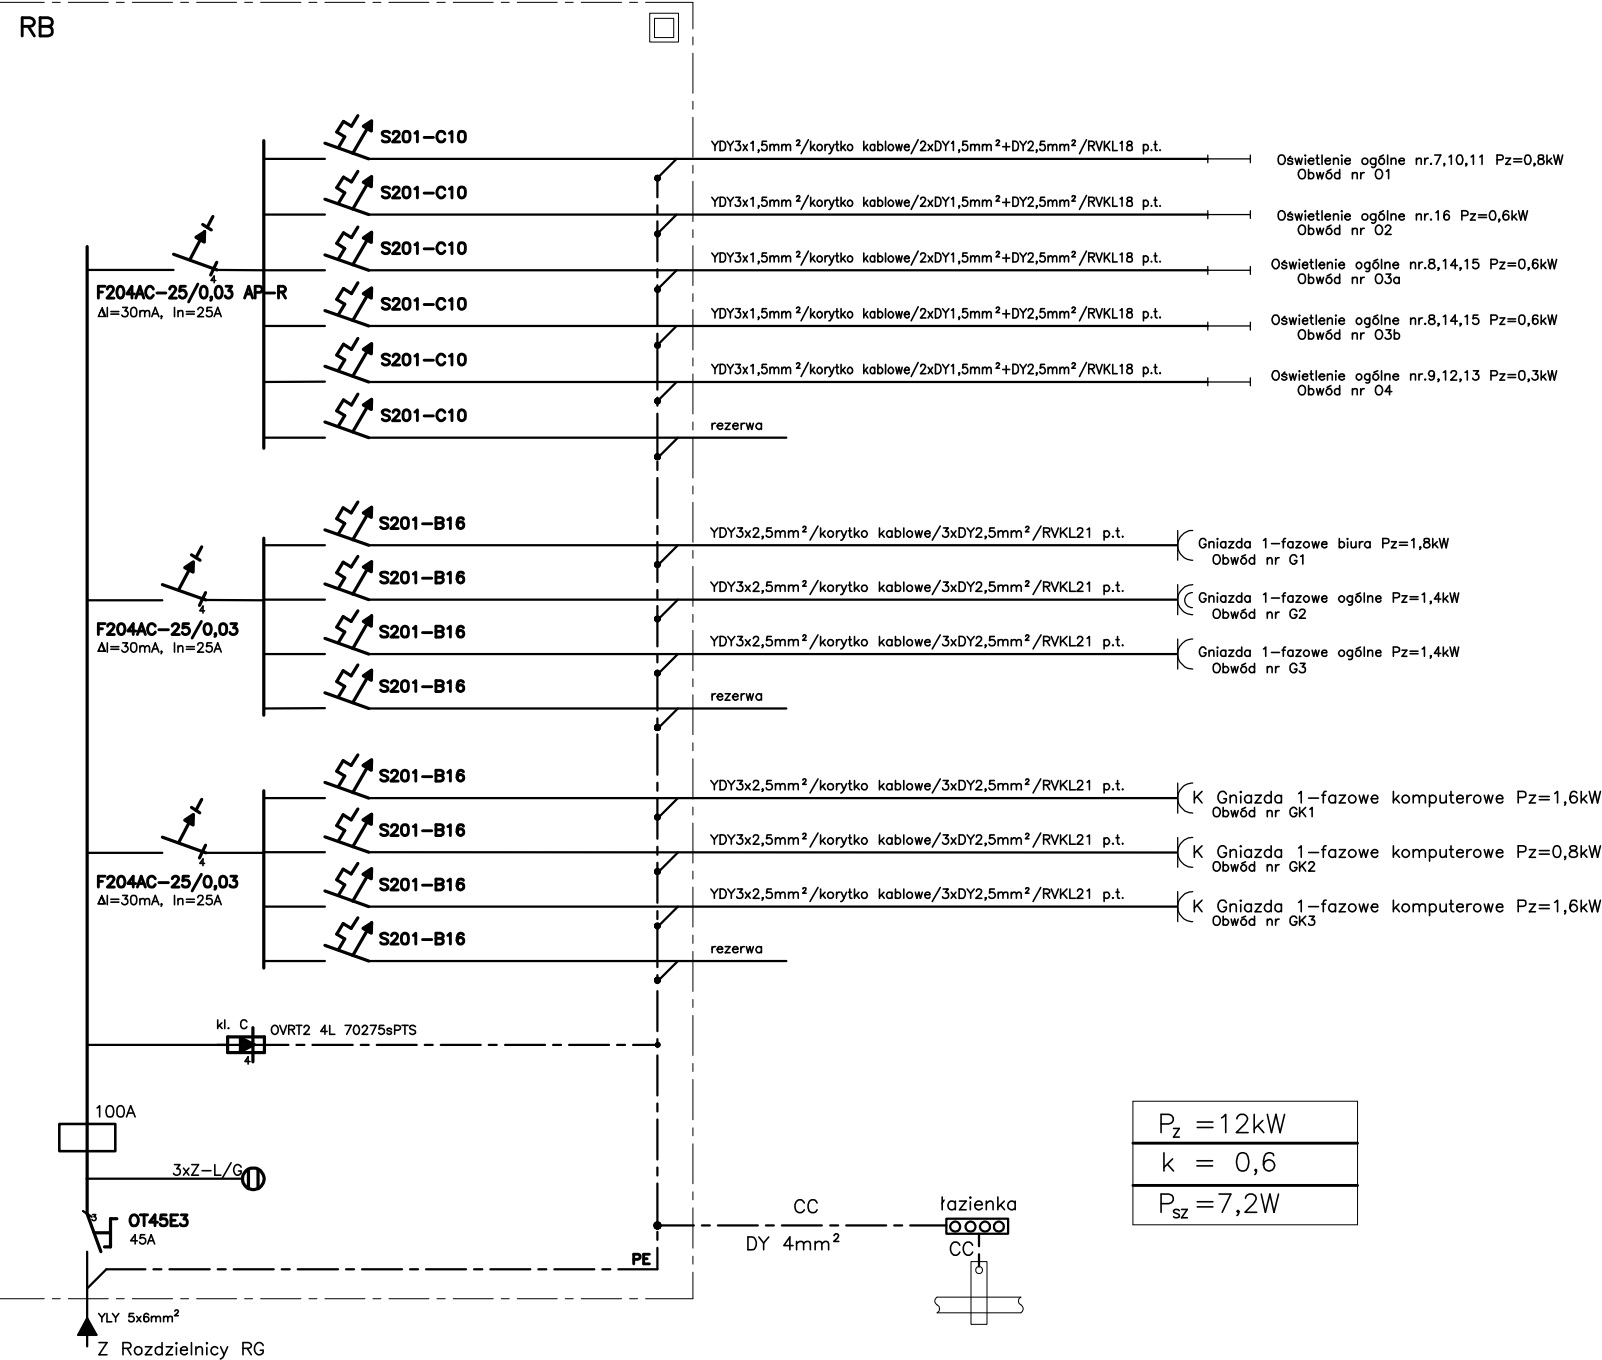 RB
S201-C10
YDY3x1,5mm²/korytko kablowe/2xDY1,5mm²+DY2,5mm²/RVKL18 p.t.
Oświetlenie ogólne nr.7,10,11 Pz=0,8kW
Obwód nr O1
S201-C10
YDY3x1,5mm²/korytko kablowe/2xDY1,5mm²+DY2,5mm²/RVKL18 p.t.
Oświetlenie ogólne nr.16 Pz=0,6kW
Obwód nr O2
S201-C10
YDY3x1,5mm²/korytko kablowe/2xDY1,5mm²+DY2,5mm²/RVKL18 p.t.
Oświetlenie ogólne nr.8,14,15 Pz=0,6kW
Obwód nr O3a
4
F204AC-25/0,03 AP-R
ΔI=30mA, In=25A
S201-C10
YDY3x1,5mm²/korytko kablowe/2xDY1,5mm²+DY2,5mm²/RVKL18 p.t.
Oświetlenie ogólne nr.8,14,15 Pz=0,6kW
Obwód nr O3b
S201-C10
YDY3x1,5mm²/korytko kablowe/2xDY1,5mm²+DY2,5mm²/RVKL18 p.t.
Oświetlenie ogólne nr.9,12,13 Pz=0,3kW
Obwód nr O4
S201-C10
rezerwa
S201-B16
YDY3x2,5mm²/korytko kablowe/3xDY2,5mm²/RVKL21 p.t.
Gniazda 1-fazowe biura Pz=1,8kW
Obwód nr G1
S201-B16
YDY3x2,5mm²/korytko kablowe/3xDY2,5mm²/RVKL21 p.t.
Gniazda 1-fazowe ogólne Pz=1,4kW
Obwód nr G2
4
F204AC-25/0,03
ΔI=30mA, In=25A
S201-B16
YDY3x2,5mm²/korytko kablowe/3xDY2,5mm²/RVKL21 p.t.
Gniazda 1-fazowe ogólne Pz=1,4kW
Obwód nr G3
S201-B16
rezerwa
S201-B16
YDY3x2,5mm²/korytko kablowe/3xDY2,5mm²/RVKL21 p.t.
K Gniazda 1-fazowe komputerowe Pz=1,6kW
Obwód nr GK1
S201-B16
YDY3x2,5mm²/korytko kablowe/3xDY2,5mm²/RVKL21 p.t.
K Gniazda 1-fazowe komputerowe Pz=0,8kW
Obwód nr GK2
4
F204AC-25/0,03
ΔI=30mA, In=25A
S201-B16
YDY3x2,5mm²/korytko kablowe/3xDY2,5mm²/RVKL21 p.t.
K Gniazda 1-fazowe komputerowe Pz=1,6kW
Obwód nr GK3
S201-B16
rezerwa
kl. C
OVRT2 4L 70275sPTS
4
100A
3xZ-L/G
3
OT45E3
45A
PE
CC
DY 4mm²
łazienka
CC
Pz =12kW
k = 0,6
Psz=7,2W
YLY 5x6mm²
Z Rozdzielnicy RG